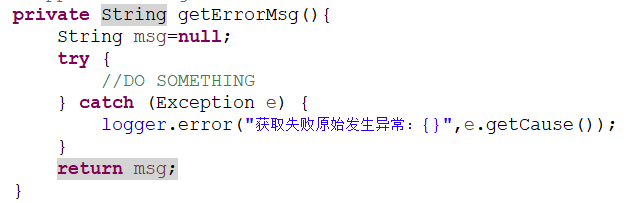 private String getErrorMsg(){
String msg=null;
try {
//DO SOMETHING
} catch (Exception e) {
logger.error("获取失败原始发生异常：{}",e.getCause());
}
return msg;
}